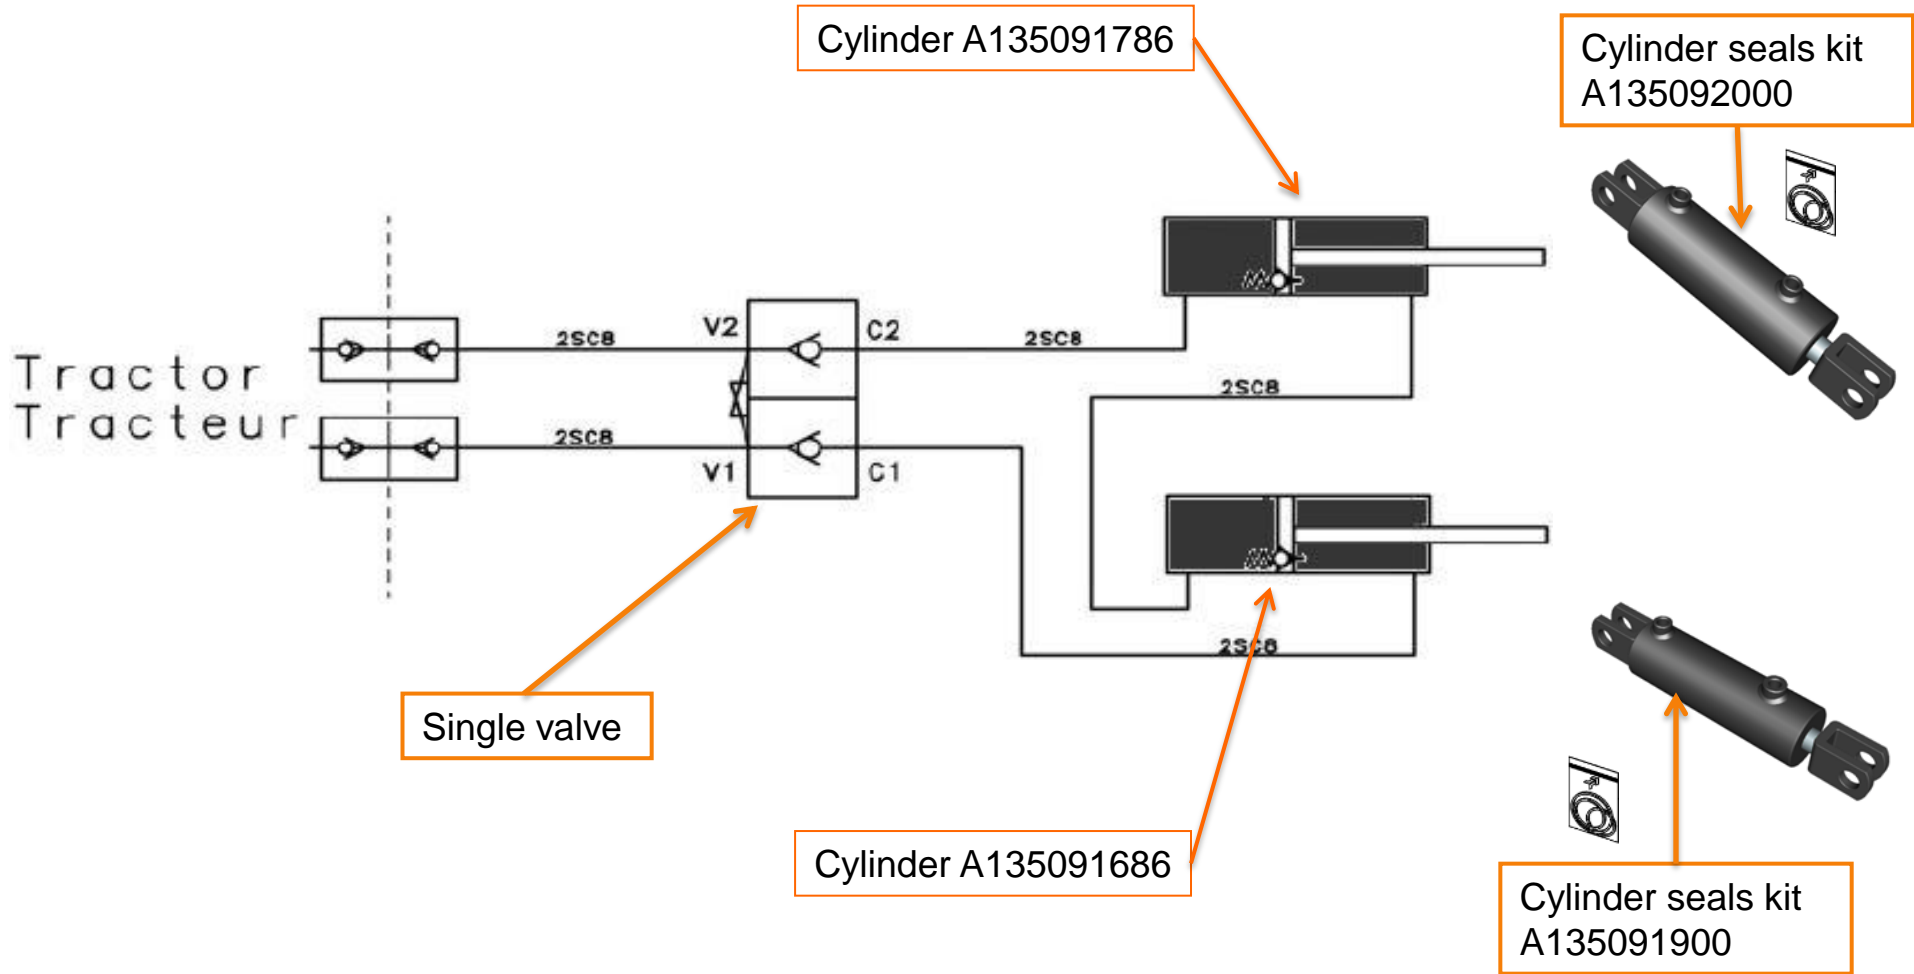 Cylinder A135091786
Cylinder seals kit
A135092000
V2
C2
2SC8
2SC8
Tractor
Tracteur
2SC8
2SC8
V1
C1
2SC8
Single valve
Cylinder A135091686
Cylinder seals kit
A135091900